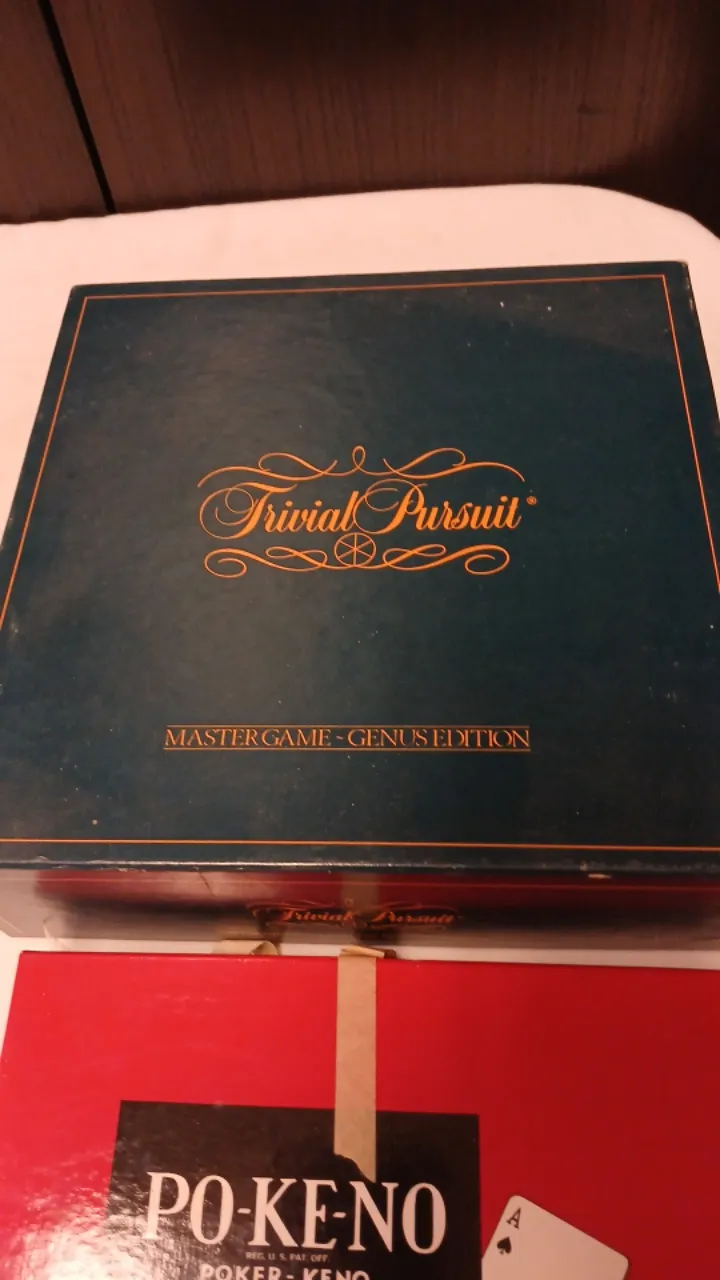 Trivial Pursuit®
MASTER GAME - GENUS EDITION
Trivial Pursuit
PO-KE-NO
REG. U.S. PAT. OFF.
POKER - KENO
A